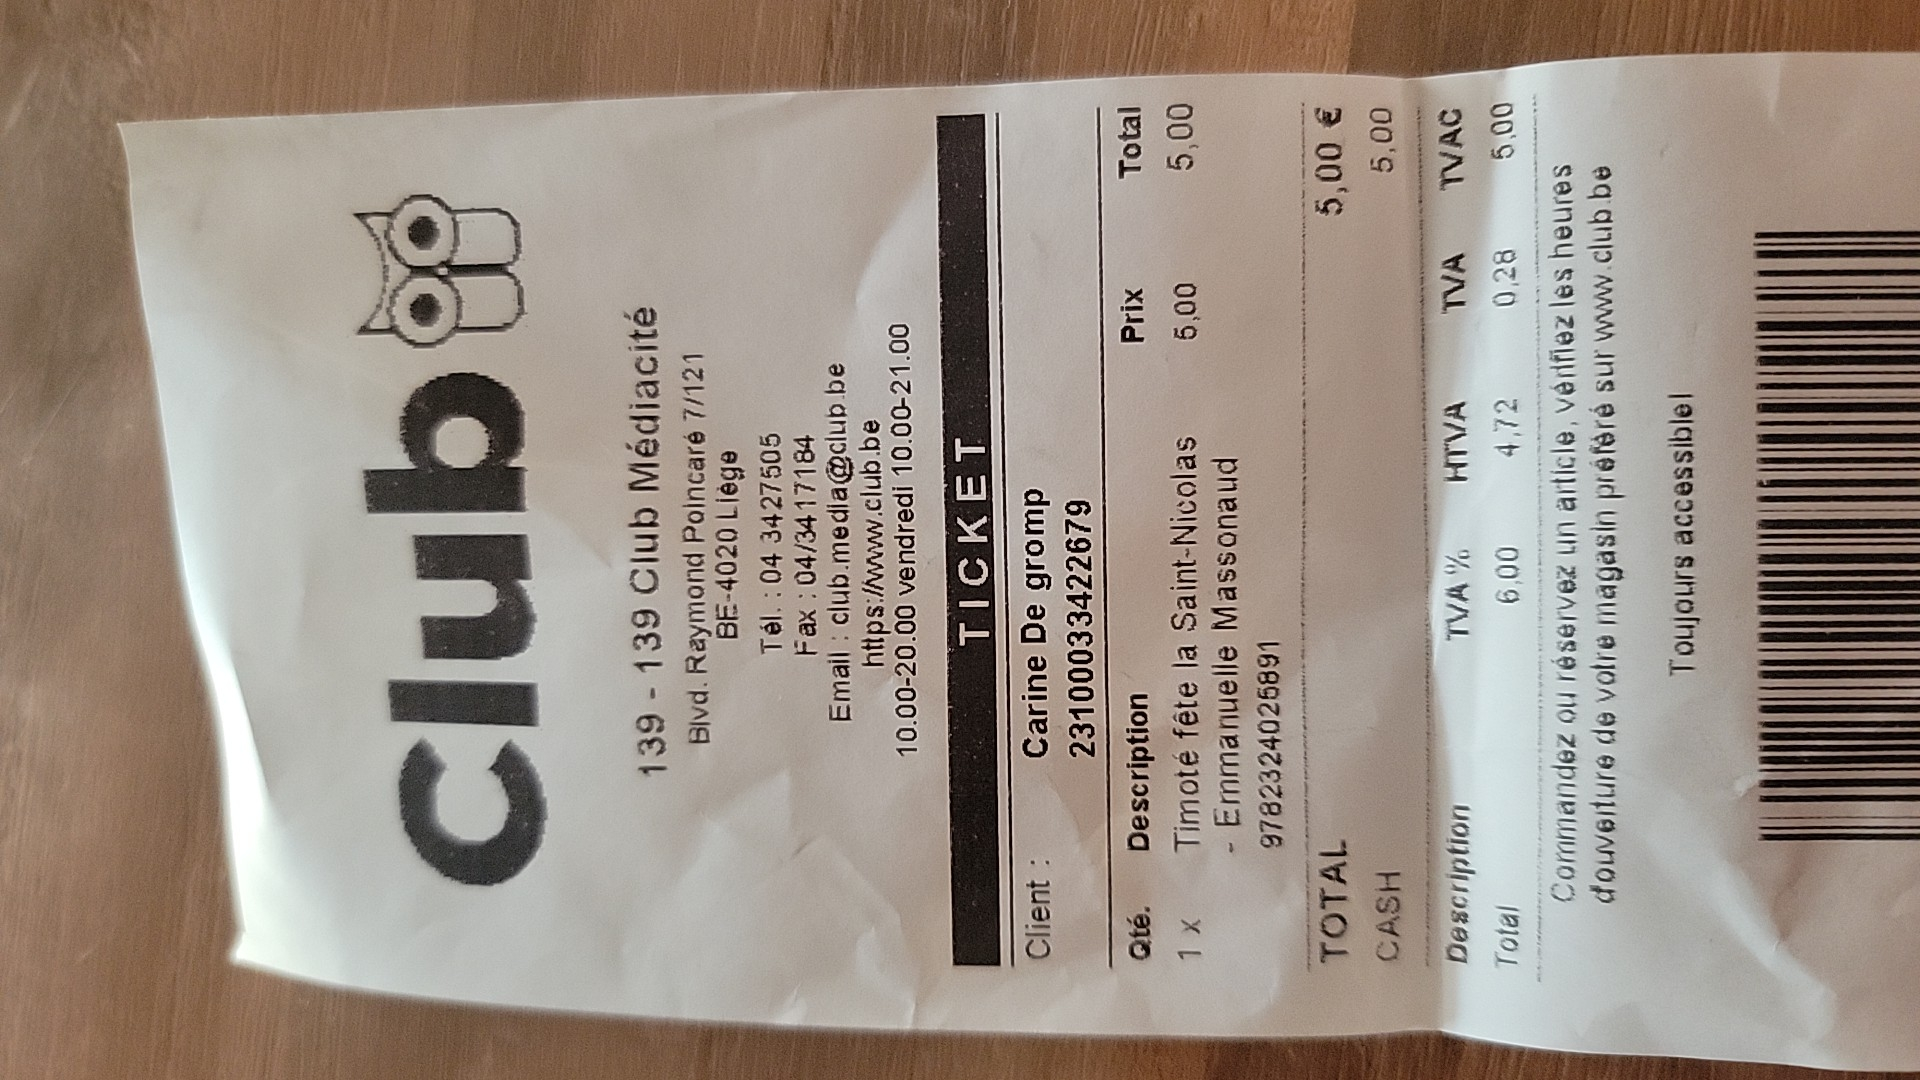 Club
139 - 139 Club Médiacité
Blvd. Raymond Poincaré 7/121
BE-4020 Liège
Tél. : 04 3427505
Fax : 04/3417184
Email : club.media@club.be
https://www.club.be
10.00-20.00 vendredi 10.00-21.00
TICKET
Client : Carine De gromp
23100033422679
Qté. Description Prix Total
1 x Timoté fête la Saint-Nicolas 5,00 5,00
- Emmanuelle Massonaud
9782324025891
TOTAL 5,00 €
CASH 5,00
Description TVA % HTVA TVA TVAC
Total 6,00 4,72 0,28 5,00
Commandez ou réservez un article, vérifiez les heures
douverture de votre magasin préféré sur www.club.be
Toujours accessible!